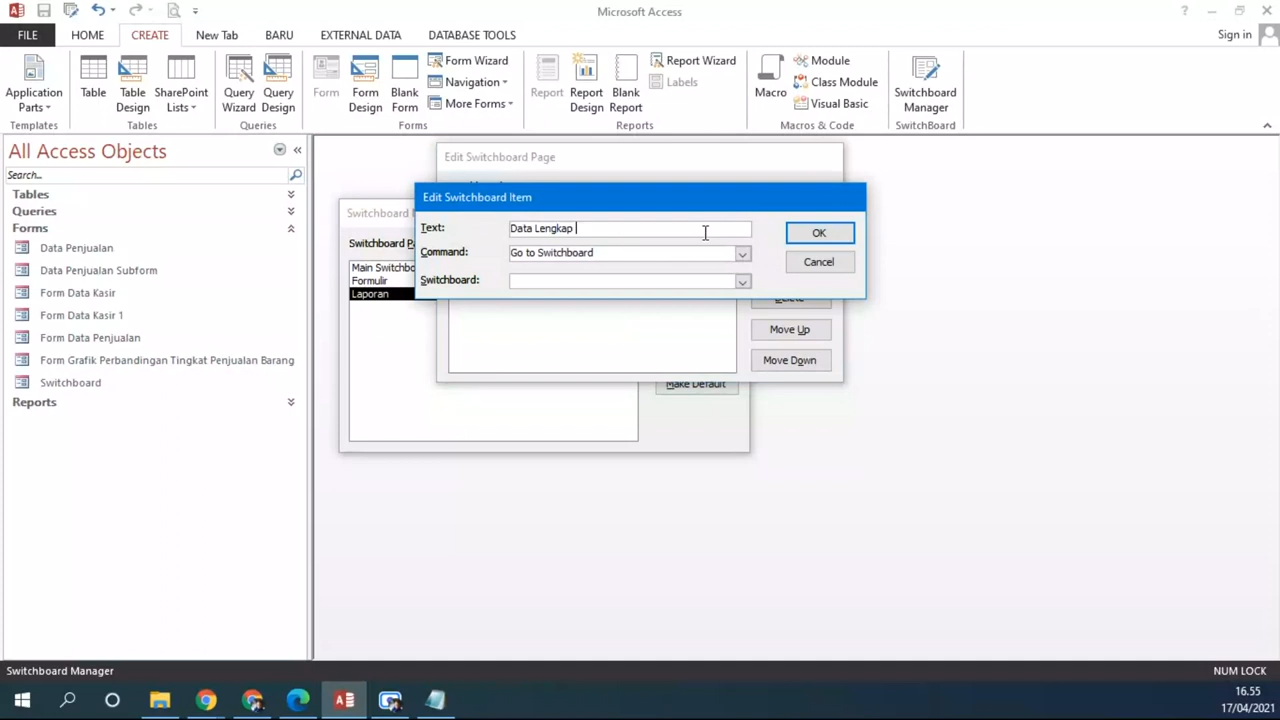 Microsoft Access
?
FILE
HOME
CREATE
New Tab
BARU
EXTERNAL DATA
DATABASE TOOLS
Sign in
Application Parts
Table
Table Design
SharePoint Lists
Query Wizard
Query Design
Form
Form Design
Blank Form
Form Wizard
Navigation
More Forms
Report
Report Design
Blank Report
Report Wizard
Labels
Macro
Module
Class Module
Visual Basic
Switchboard Manager
Templates
Tables
Queries
Forms
Reports
Macros & Code
SwitchBoard
All Access Objects
Search...
Tables
Queries
Forms
Data Penjualan
Data Penjualan Subform
Form Data Kasir
Form Data Kasir 1
Form Data Penjualan
Form Grafik Perbandingan Tingkat Penjualan Barang
Switchboard
Reports
Edit Switchboard Page
Switchboard
Switchboard Pa
Main Switchbo
Formulir
Laporan
Make Default
Edit Switchboard Item
Text:
Data Lengkap
OK
Command:
Go to Switchboard
Cancel
Switchboard:
Delete
Move Up
Move Down
Switchboard Manager
NUM LOCK
16.55
17/04/2021